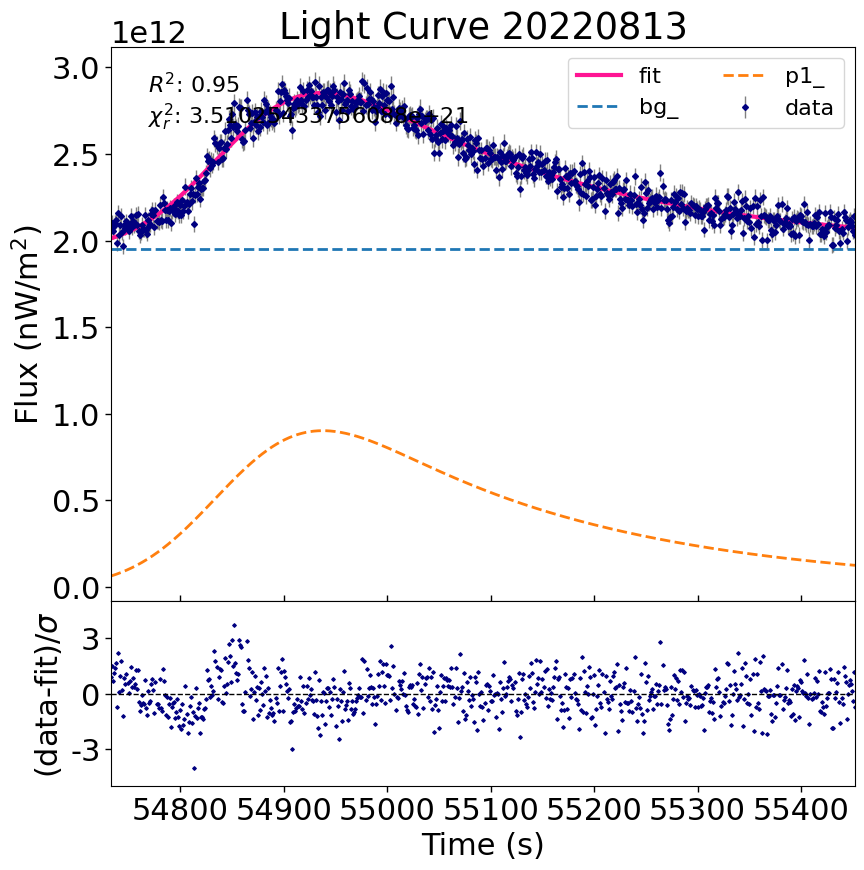 Light Curve 20220813
1e12
R²: 0.95
χ²ᵣ: 3.510254337560
fit
bg_
p1_
data
Flux (nW/m²)
3.0
2.5
2.0
1.5
1.0
0.5
0.0
(data-fit)/σ
3
0
-3
54800 54900 55000 55100 55200 55300 55400
Time (s)